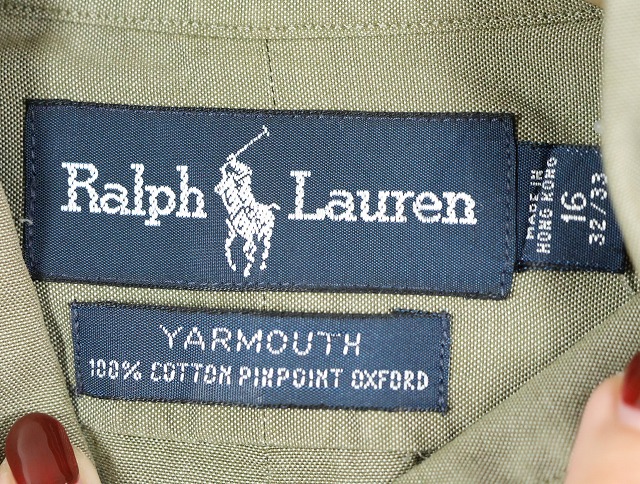 Ralph Lauren
MADE IN
HONG KONG
16
32/33
YARMOUTH
100% COTTON PINPOINT OXFORD